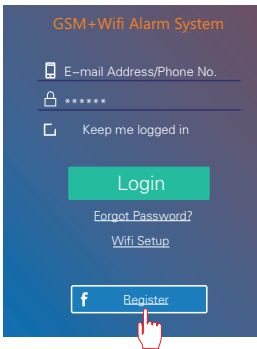 GSM+Wifi Alarm System
E-mail Address/Phone No.
******
Keep me logged in
Login
Forgot Password?
Wifi Setup
f Register